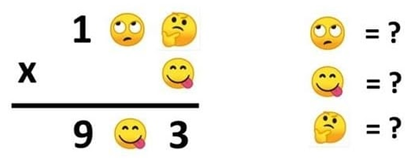 1 🙄 🤔 = ?
x 😋 = ?
9 😋 3 = ?